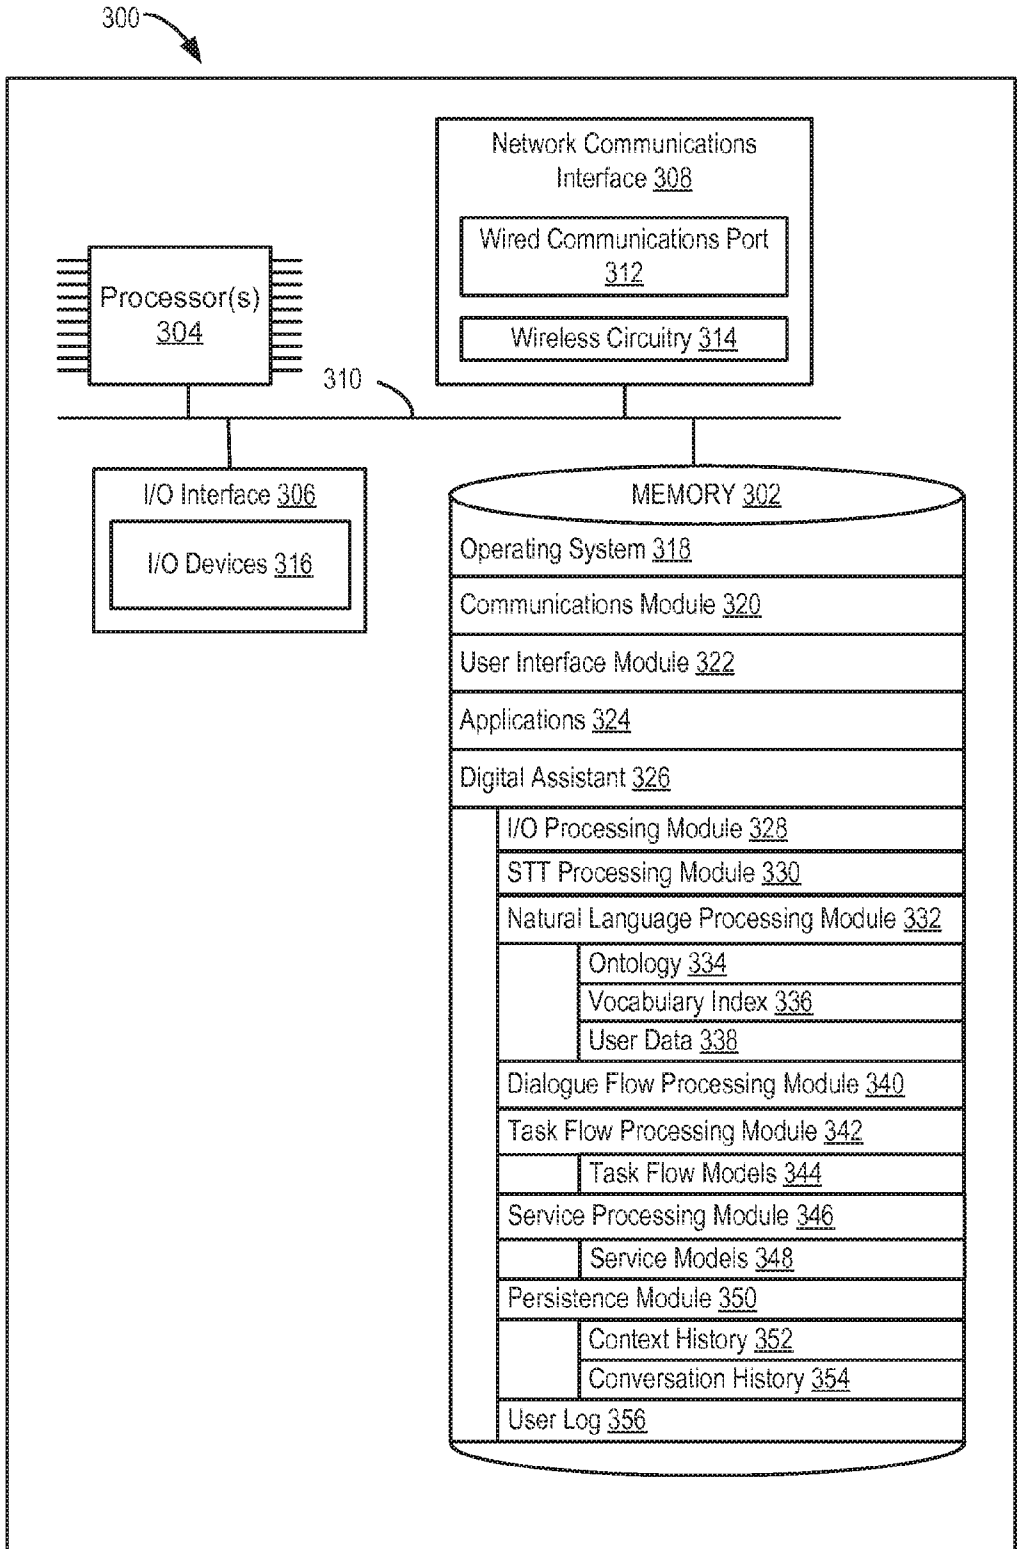 300
Network Communications
Interface 308
Wired Communications Port
312
Wireless Circuitry 314
Processor(s)
304
310
I/O Interface 306
I/O Devices 316
MEMORY 302
Operating System 318
Communications Module 320
User Interface Module 322
Applications 324
Digital Assistant 326
I/O Processing Module 328
STT Processing Module 330
Natural Language Processing Module 332
Ontology 334
Vocabulary Index 336
User Data 338
Dialogue Flow Processing Module 340
Task Flow Processing Module 342
Task Flow Models 344
Service Processing Module 346
Service Models 348
Persistence Module 350
Context History 352
Conversation History 354
User Log 356